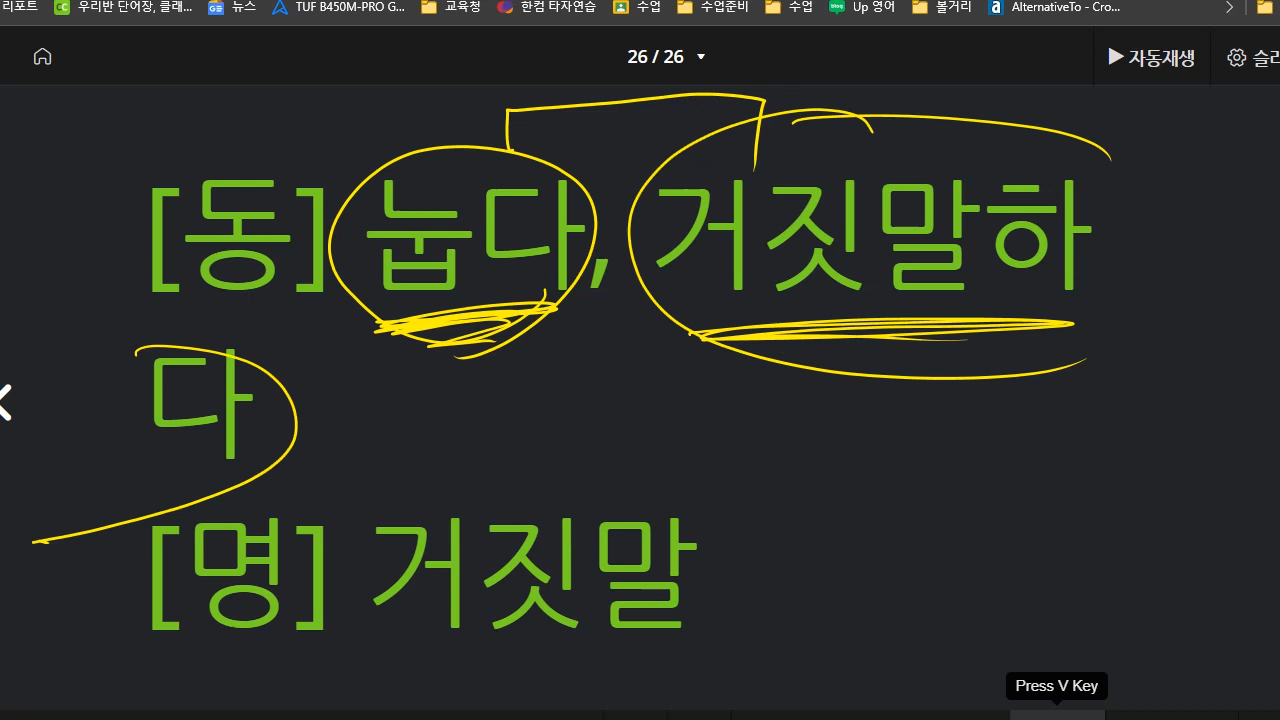 리포트 우리반 단어장, 클래... 뉴스 TUF B450M-PRO G... 교육청 한컴 타자연습 수업 수업준비 수업 Up 영어 볼거리 AlternativeTo - Cro...
26 / 26 자동재생 슬라
[동] 눕다, 거짓말하
다
[명] 거짓말
Press V Key